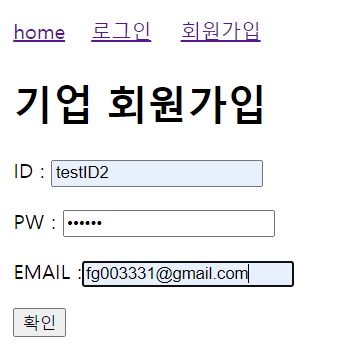 home 로그인 회원가입
기업 회원가입
ID : testID2
PW : ••••••
EMAIL : fg003331@gmail.com
확인